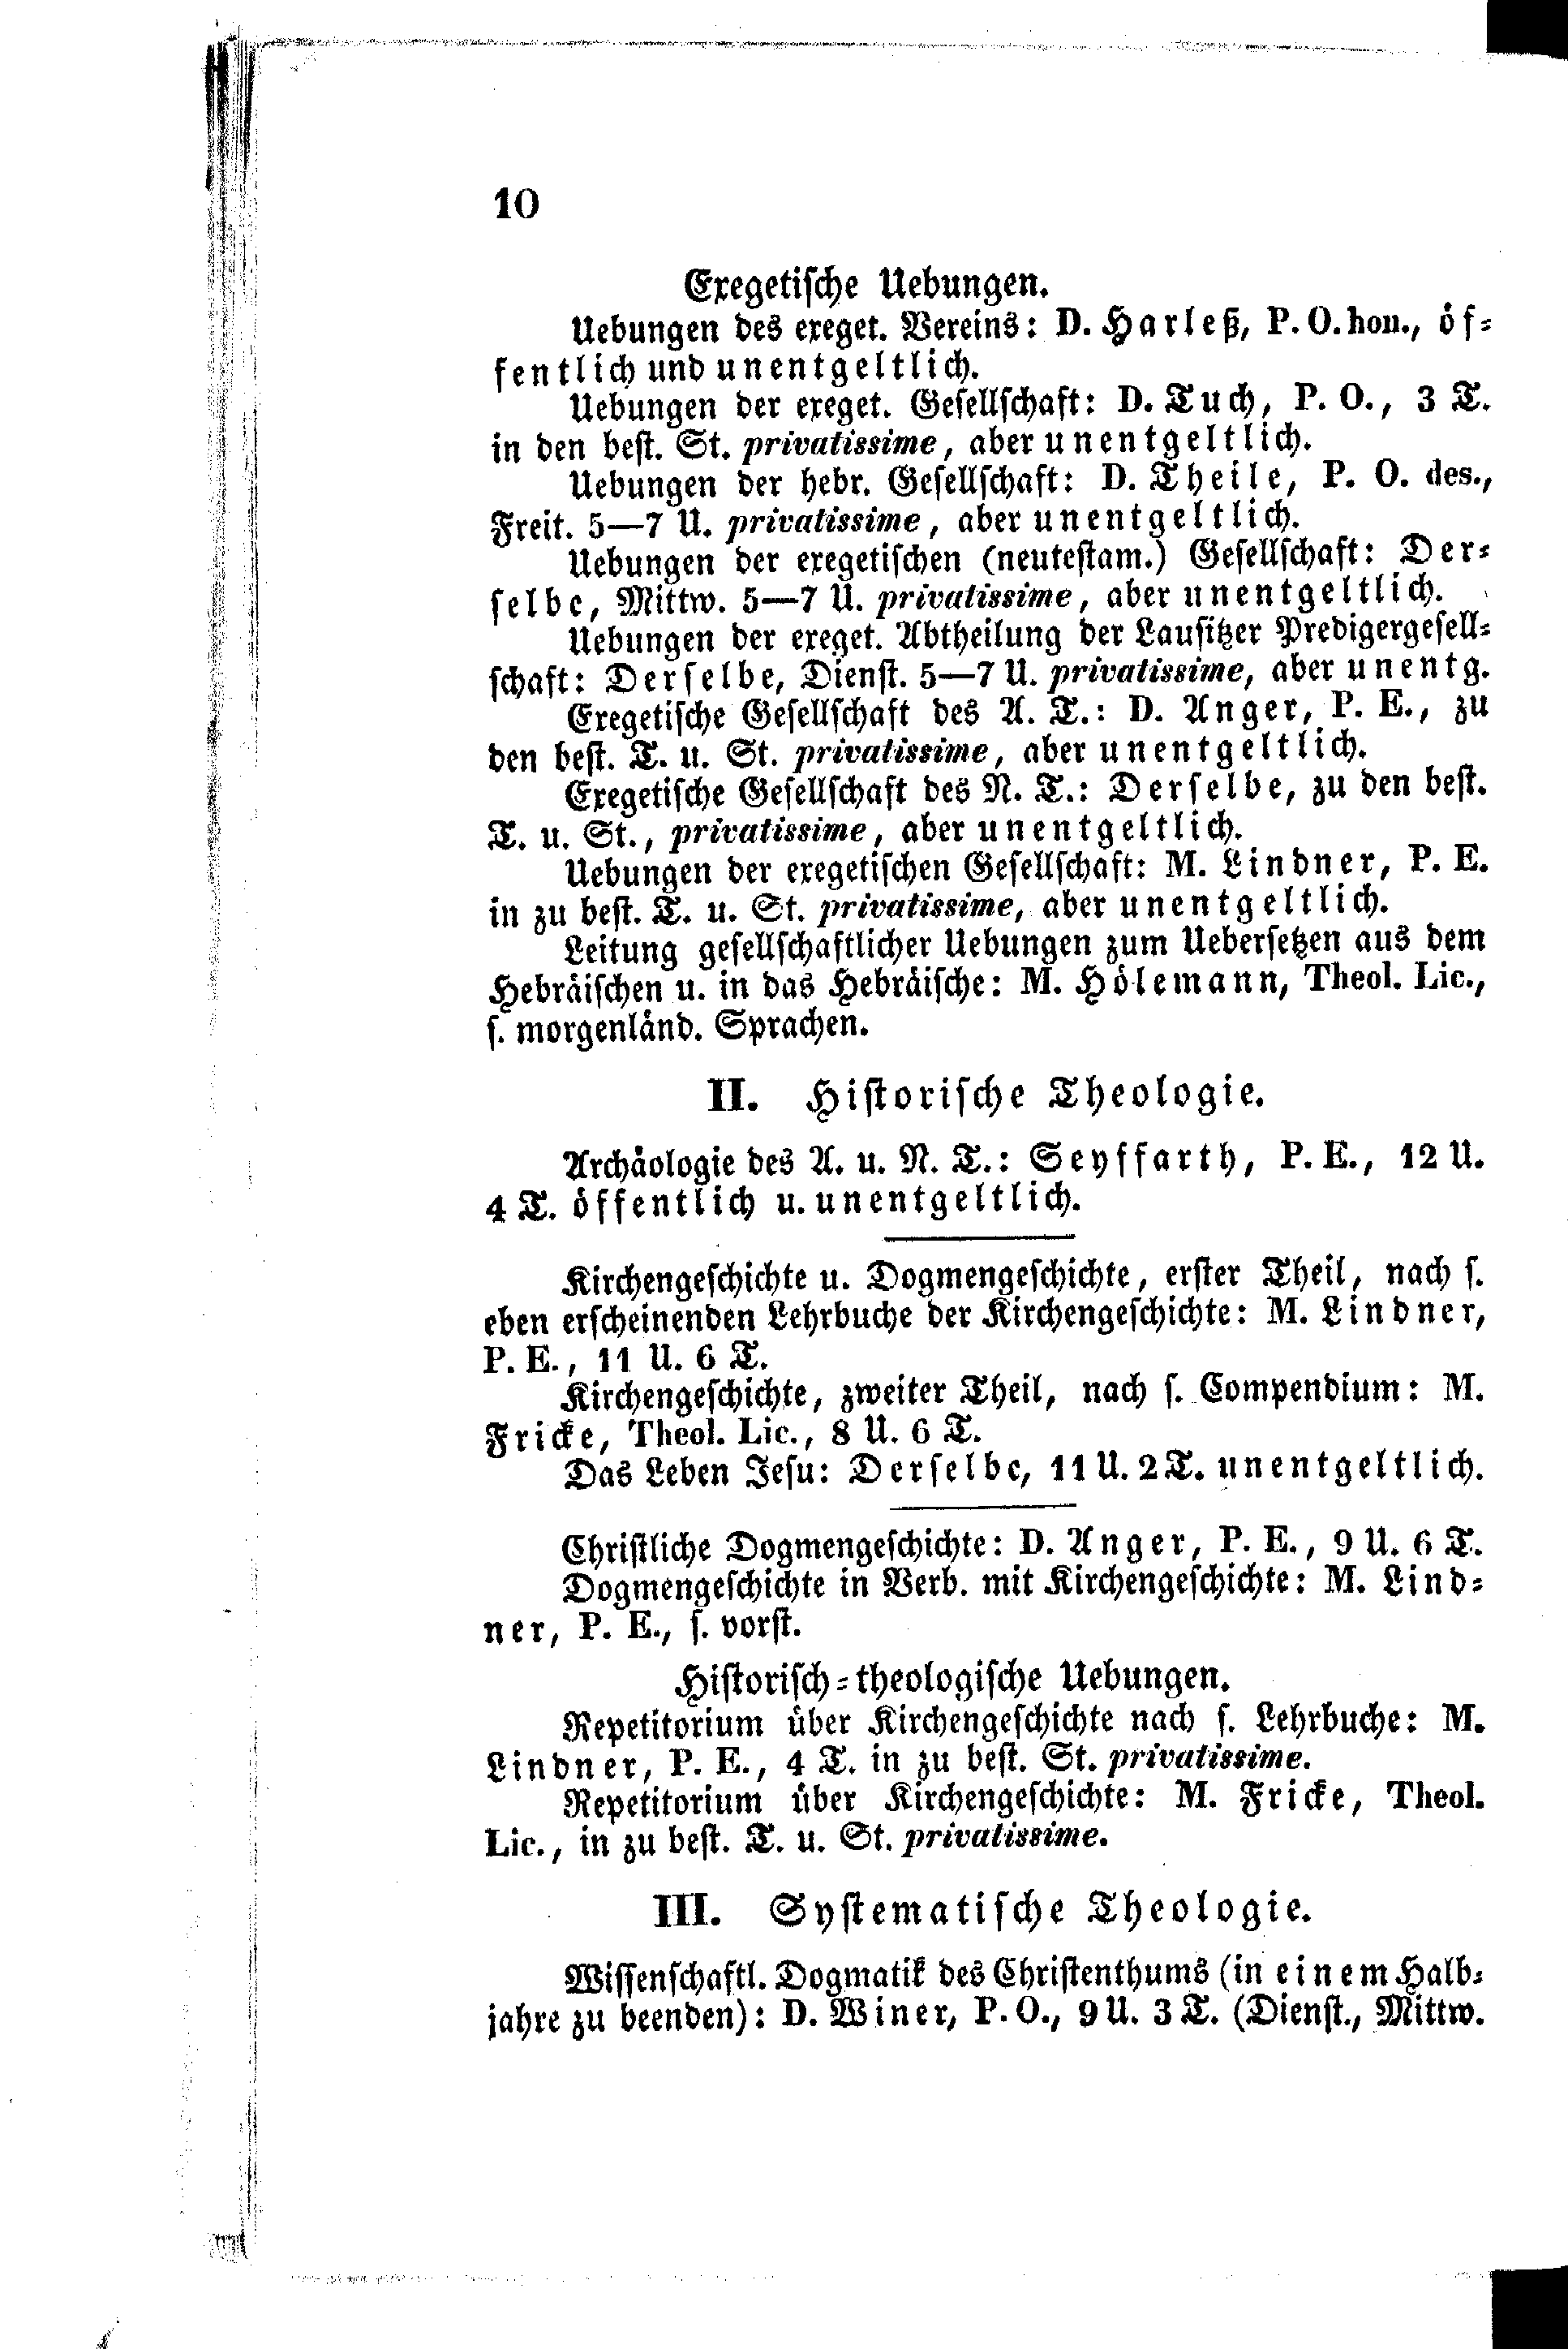 10
Exegetische Uebungen.
Uebungen des exeget. Vereins: D. Harleß, P. O. hon., öf-
fentlich und unentgeltlich.
Uebungen der exeget. Gesellschaft: D. Tuch, P. O., 3 T.
in den best. St. privatissime, aber unentgeltlich.
Uebungen der hebr. Gesellschaft: D. Theile, P. O. des.,
Freit. 5—7 U. privatissime, aber unentgeltlich.
Uebungen der exegetischen (neutestam.) Gesellschaft: Der-
selbe, Mittw. 5—7 U. privatissime, aber unentgeltlich.
Uebungen der exeget. Abtheilung der Lausitzer Predigergesell-
schaft: Derselbe, Dienst. 5—7 U. privatissime, aber unentg.
Exegetische Gesellschaft des A. T.: D. Anger, P. E., zu
den best. T. u. St. privatissime, aber unentgeltlich.
Exegetische Gesellschaft des N. T.: Derselbe, zu den best.
T. u. St., privatissime, aber unentgeltlich.
Uebungen der exegetischen Gesellschaft: M. Lindner, P. E.
in zu best. T. u. St. privatissime, aber unentgeltlich.
Leitung gesellschaftlicher Uebungen zum Uebersetzen aus dem
Hebräischen u. in das Hebräische: M. Hölemann, Theol. Lic.,
s. morgenländ. Sprachen.
II. Historische Theologie.
Archäologie des A. u. N. T.: Seyffarth, P. E., 12 U.
4 T. öffentlich u. unentgeltlich.
Kirchengeschichte u. Dogmengeschichte, erster Theil, nach s.
eben erscheinenden Lehrbuche der Kirchengeschichte: M. Lindner,
P. E., 11 U. 6 T.
Kirchengeschichte, zweiter Theil, nach s. Compendium: M.
Fricke, Theol. Lic., 8 U. 6 T.
Das Leben Jesu: Derselbe, 11 U. 2 T. unentgeltlich.
Christliche Dogmengeschichte: D. Anger, P. E., 9 U. 6 T.
Dogmengeschichte in Verb. mit Kirchengeschichte: M. Lind-
ner, P. E., s. vorst.
Historisch-theologische Uebungen.
Repetitorium über Kirchengeschichte nach s. Lehrbuche: M.
Lindner, P. E., 4 T. in zu best. St. privatissime.
Repetitorium über Kirchengeschichte: M. Fricke, Theol.
Lic., in zu best. T. u. St. privatissime.
III. Systematische Theologie.
Wissenschaftl. Dogmatik des Christenthums (in einem Halb-
jahre zu beenden): D. Winer, P. O., 9 U. 3 T. (Dienst., Mittw.